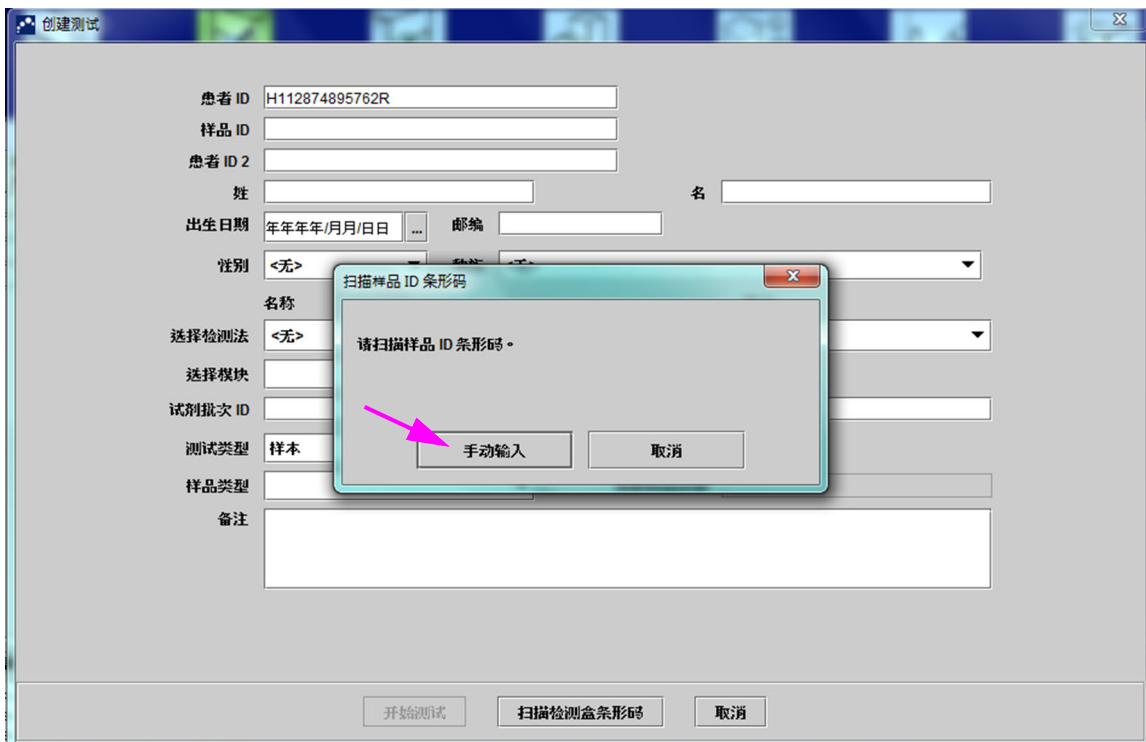 创建测试
患者 ID H112874895762R
样品 ID
患者 ID 2
姓 名
出生日期 年年年年/月月/日日 ... 邮编
性别 <无>
扫描样品 ID 条形码
名称
选择检测法 <无>
请扫描样品 ID 条形码。
选择模块
试剂批次 ID
测试类型 样本
手动输入 取消
样品类型
备注
开始测试 扫描检测盒条形码 取消